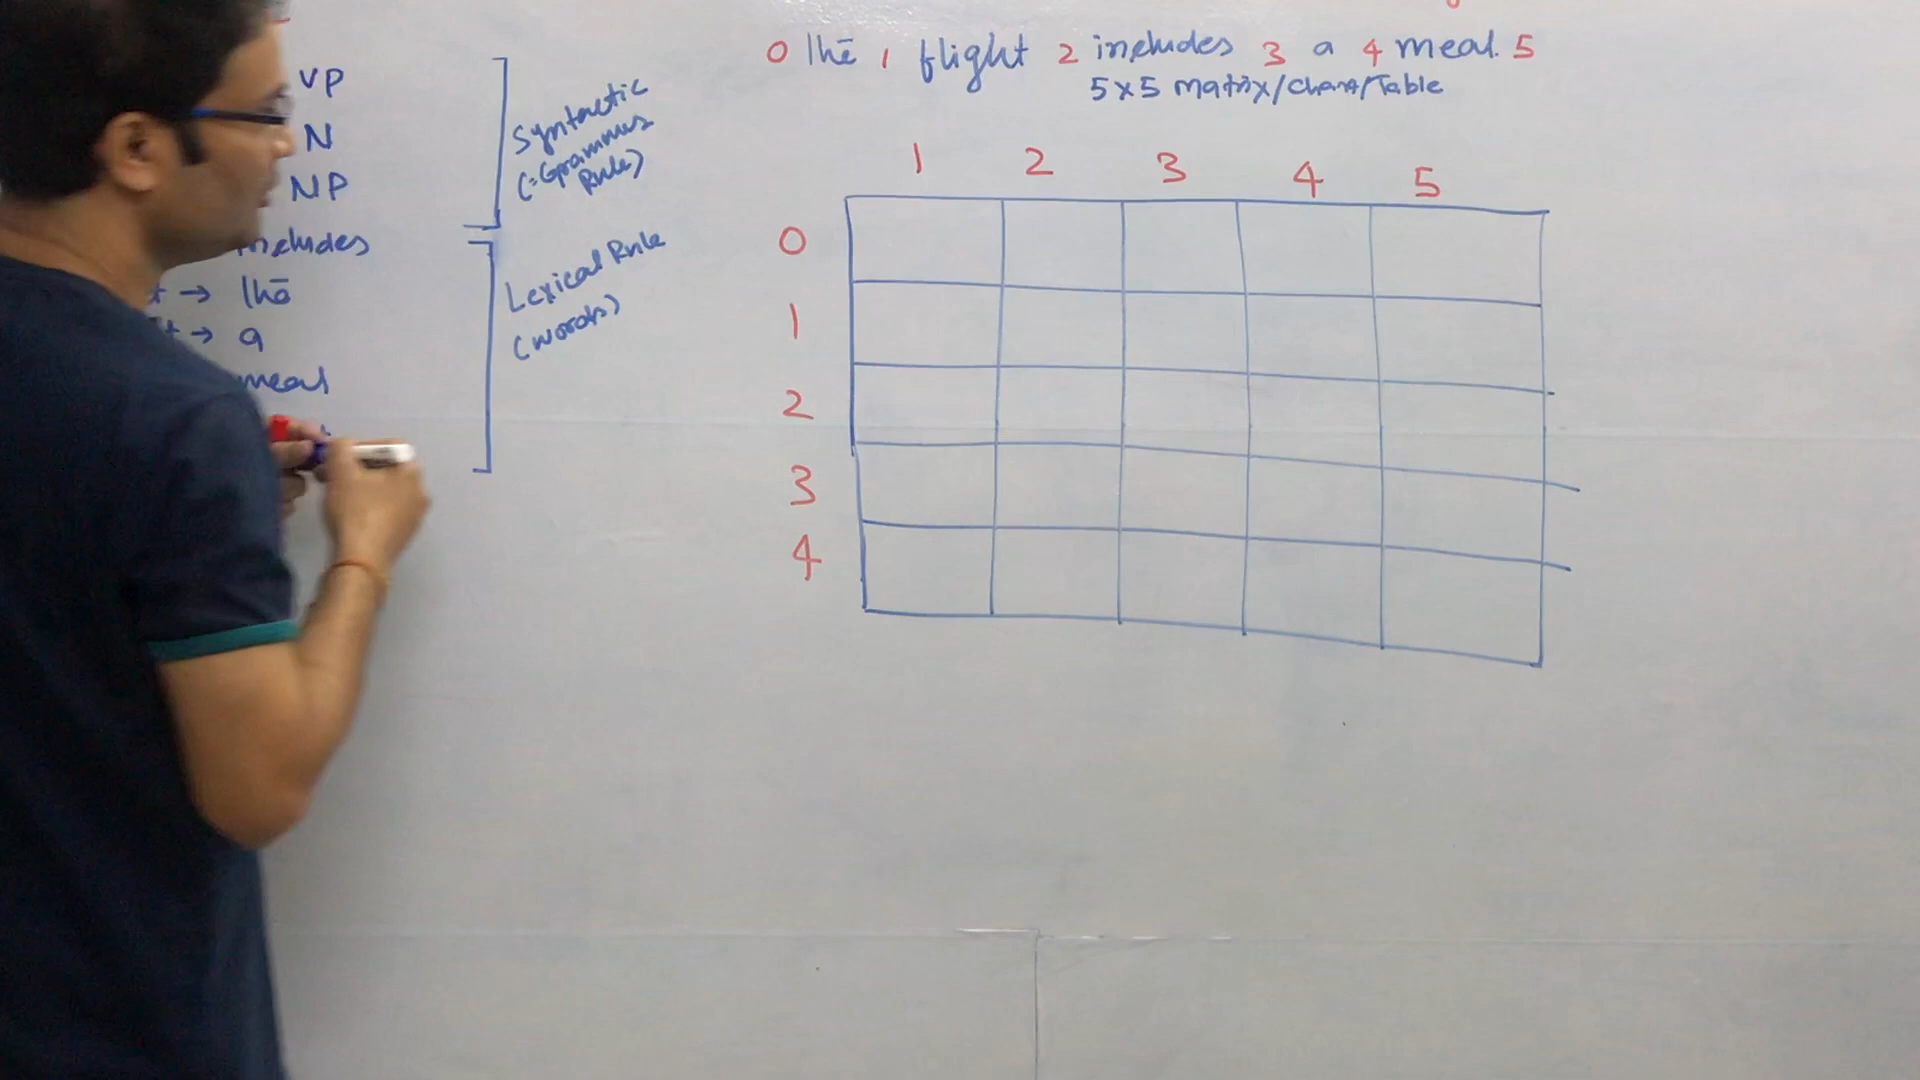 VP
N
NP
includes
→ the
→ a
meal
Syntactic
(=Grammar
Rule)
Lexical Rule
(words)
0 The 1 flight 2 includes 3 a 4 meal. 5
5x5 matrix/chart/Table
1 2 3 4 5
0
1
2
3
4